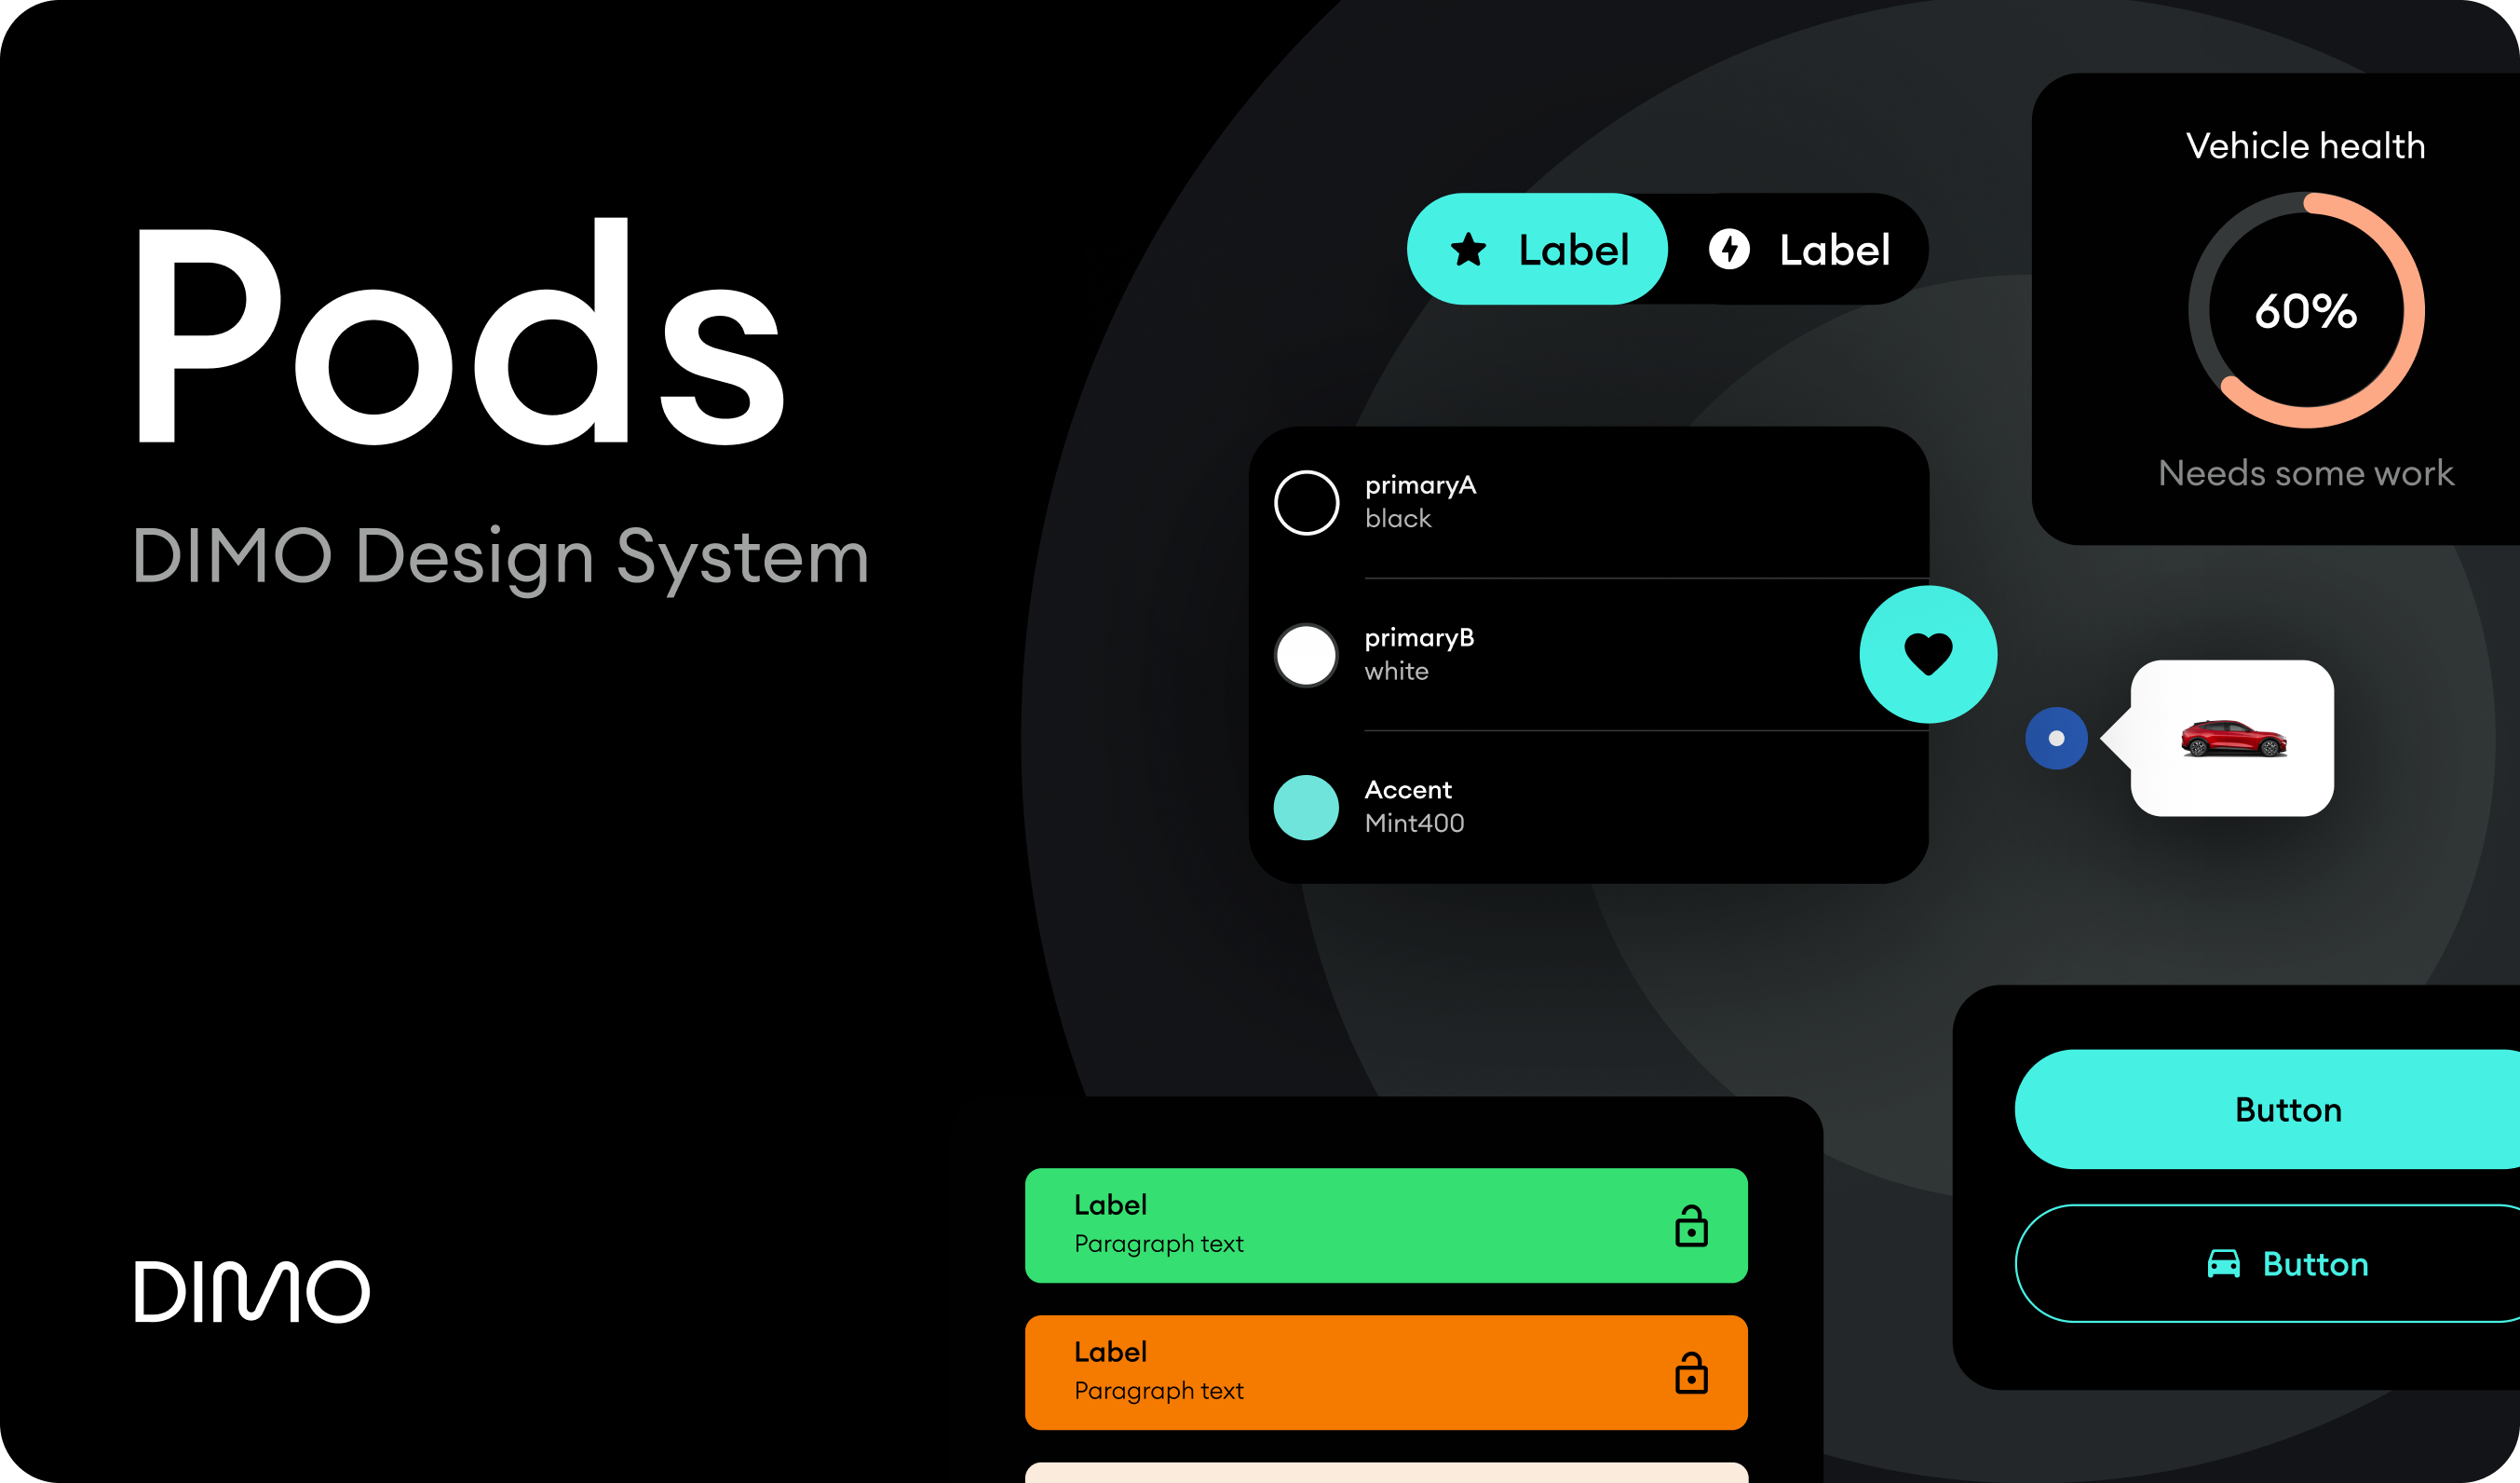 Pods
DIMO Design System
DIMO
Label
Label
Vehicle health
60%
Needs some work
primaryA
black
primaryB
white
Accent
Mint400
Label
Paragraph text
Label
Paragraph text
Button
Button